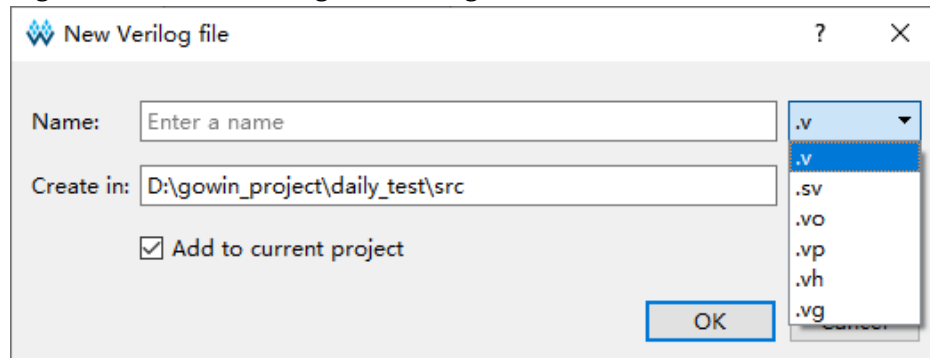 New Verilog file ?
Name: Enter a name .v
.v
Create in: D:\gowin_project\daily_test\src
.sv
.vo
Add to current project
.vp
.vh
.vg
OK